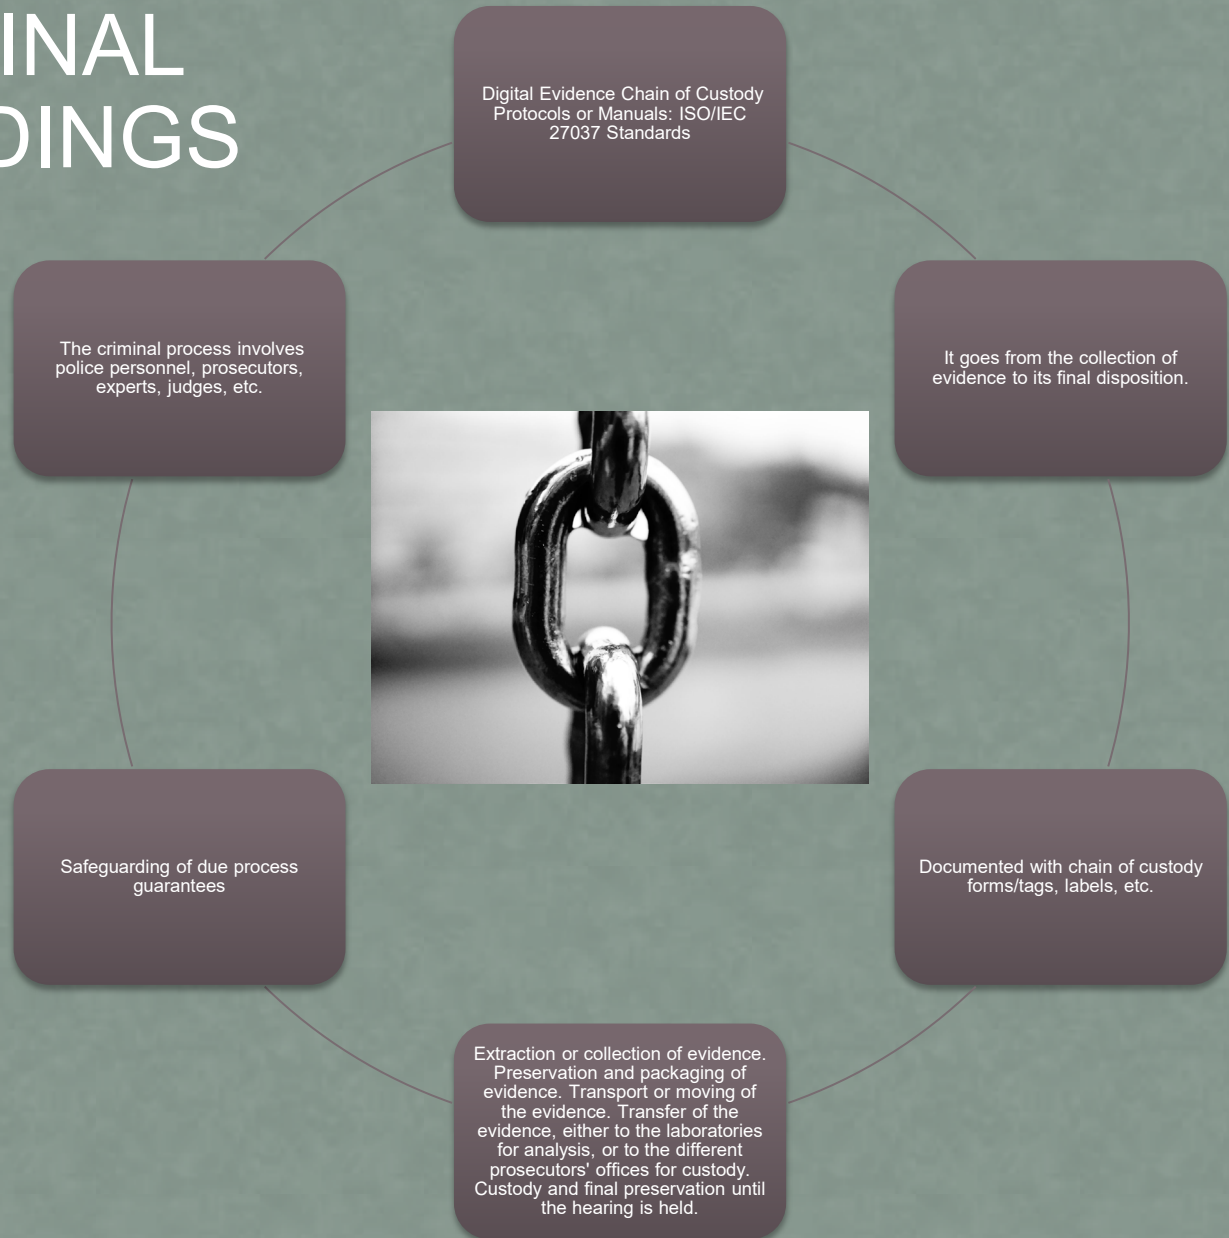 INAL
DINGS
Digital Evidence Chain of Custody
Protocols or Manuals: ISO/IEC
27037 Standards
It goes from the collection of
evidence to its final disposition.
Documented with chain of custody
forms/tags, labels, etc.
Extraction or collection of evidence.
Preservation and packaging of
evidence. Transport or moving of
the evidence. Transfer of the
evidence, either to the laboratories
for analysis, or to the different
prosecutors' offices for custody.
Custody and final preservation until
the hearing is held.
Safeguarding of due process
guarantees
The criminal process involves
police personnel, prosecutors,
experts, judges, etc.